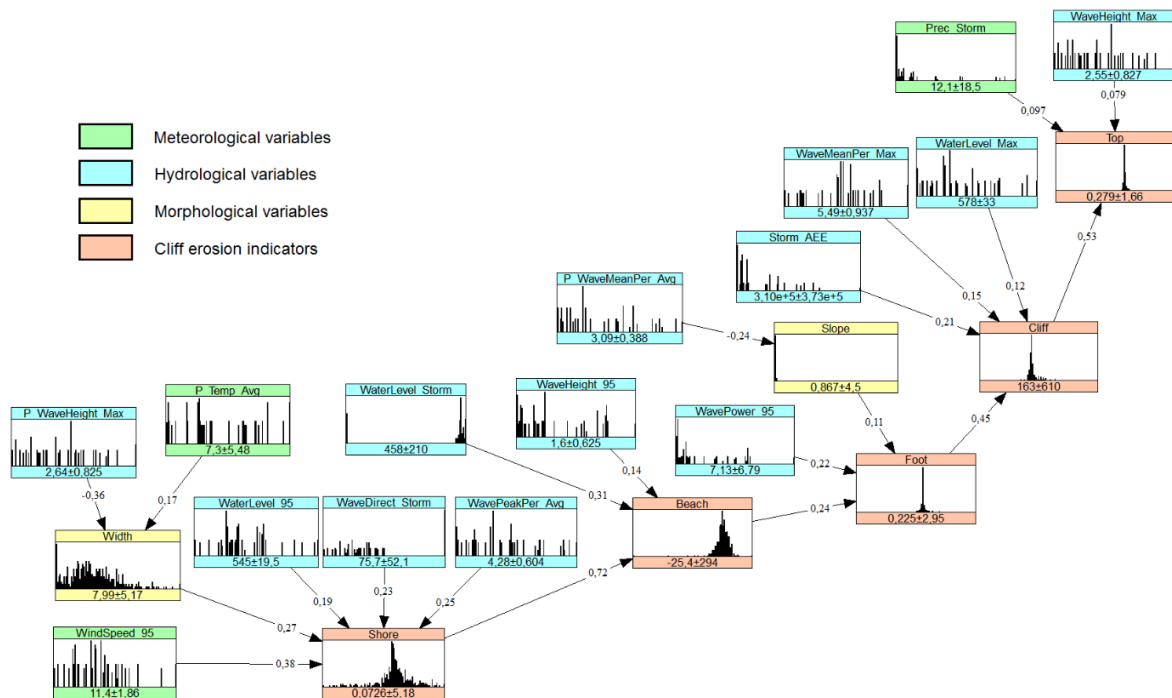 Prec_Storm
12,1±18,5
WaveHeight_Max
2,55±0,827
0,097
0,079
Top
0,279±1,66
Meteorological variables
Hydrological variables
Morphological variables
Cliff erosion indicators
WaveMeanPer_Max
5,49±0,937
WaterLevel_Max
578±33
0,53
Storm_AEE
3,10e+5±3,73e+5
0,15
0,12
0,21
P_WaveMeanPer_Avg
3,09±0,388
-0,24
Slope
0,867±4,5
Cliff
163±610
P_WaveHeight_Max
2,64±0,825
P_Temp_Avg
7,3±5,48
WaterLevel_Storm
458±210
WaveHeight_95
1,6±0,625
WavePower_95
7,13±6,79
0,11
0,45
0,22
Foot
0,225±2,95
-0,36
0,17
0,14
0,31
0,24
Width
7,99±5,17
WaterLevel_95
545±19,5
WaveDirect_Storm
75,7±52,1
WavePeakPer_Avg
4,28±0,604
Beach
-25,4±294
0,72
0,19
0,23
0,25
0,27
WindSpeed_95
11,4±1,86
0,38
Shore
0,0726±5,18